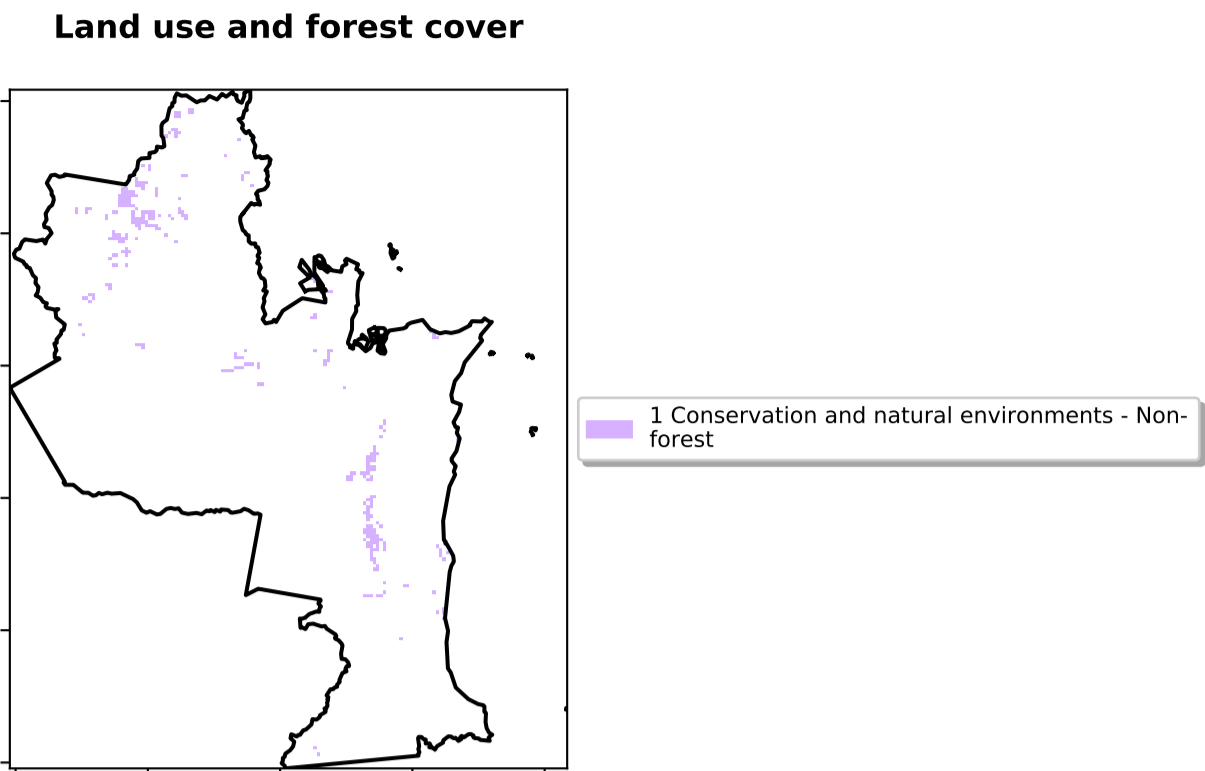 Land use and forest cover
1 Conservation and natural environments - Non-
forest